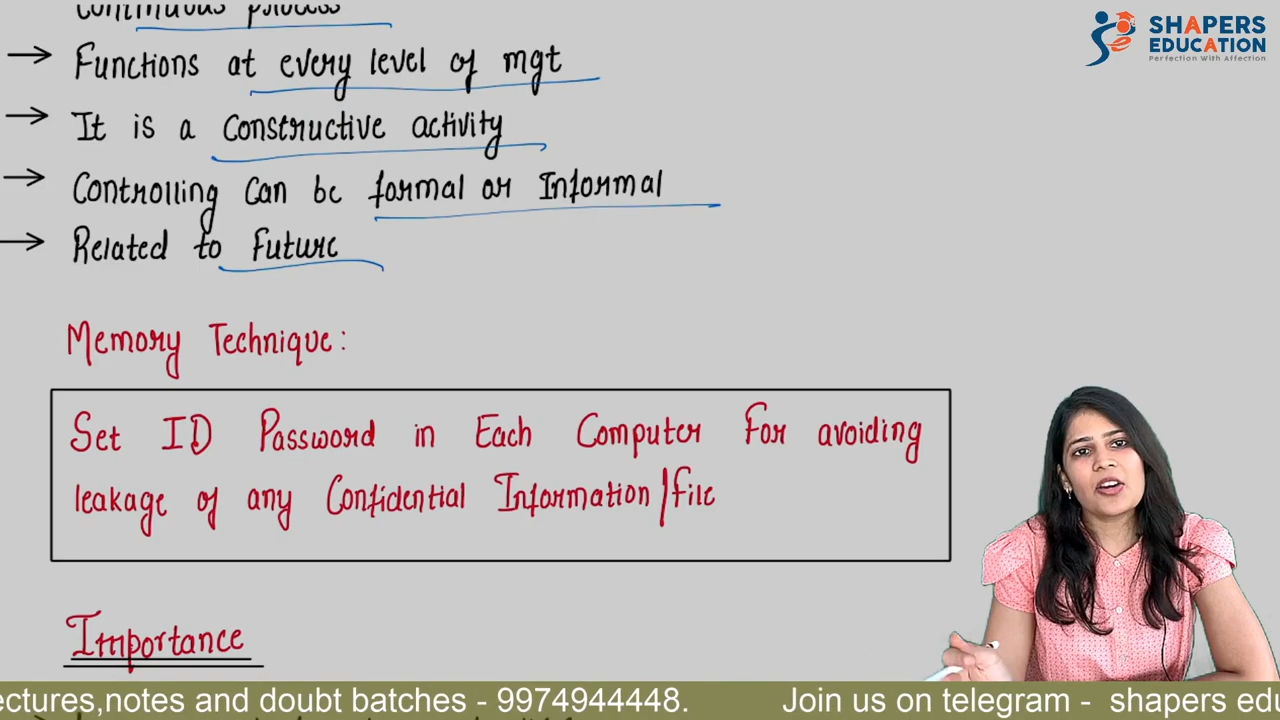 continuous process
→ Functions at every level of mgt
→ It is a constructive activity
→ Controlling can be formal or Informal
→ Related to Future
Memory Technique:
Set ID Password in Each Computer For avoiding
leakage of any Confidential Information/File
Importance
SHAPERS
EDUCATION
Perfection With Affection
ectures,notes and doubt batches - 9974944448. Join us on telegram - shapers edu